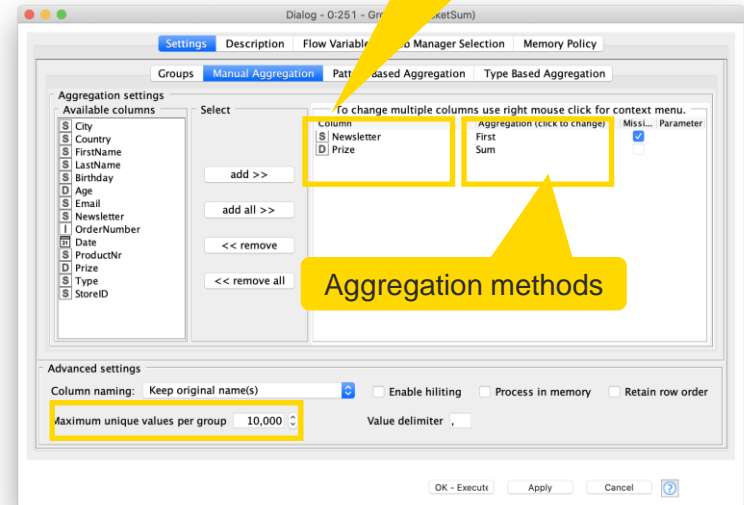 Dialog - 0:251 - Gr ketSum)
Settings Description Flow Variable b Manager Selection Memory Policy
Groups Manual Aggregation Patt Based Aggregation Type Based Aggregation
Aggregation settings
Available columns
Select
To change multiple columns use right mouse click for context menu.
Column Aggregation (click to change) Missi... Parameter
S Newsletter First
D Prize Sum
S City
S Country
S FirstName
S LastName
S Birthday
D Age
S Email
S Newsletter
I OrderNumber
31 Date
S ProductNr
D Prize
S Type
S StoreID
add >>
add all >>
<< remove
<< remove all
Aggregation methods
Advanced settings
Column naming: Keep original name(s) Enable hiliting Process in memory Retain row order
Maximum unique values per group 10,000 Value delimiter ,
OK - Execute Apply Cancel ?